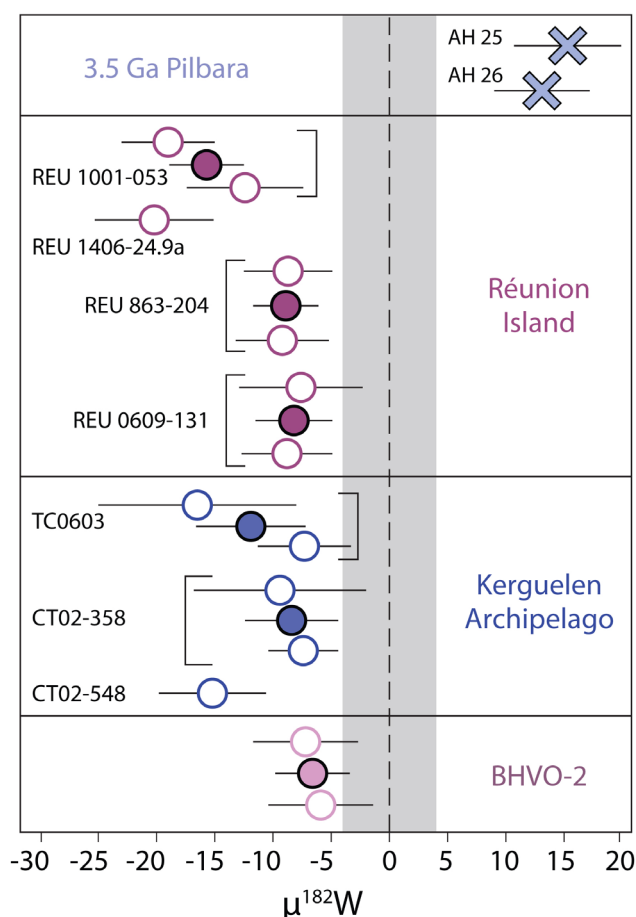 3.5 Ga Pilbara
AH 25
AH 26
REU 1001-053
REU 1406-24.9a
REU 863-204
REU 0609-131
Réunion
Island
TC0603
CT02-358
CT02-548
Kerguelen
Archipelago
BHVO-2
-30 -25 -20 -15 -10 -5 0 5 10 15 20
μ¹⁸²W